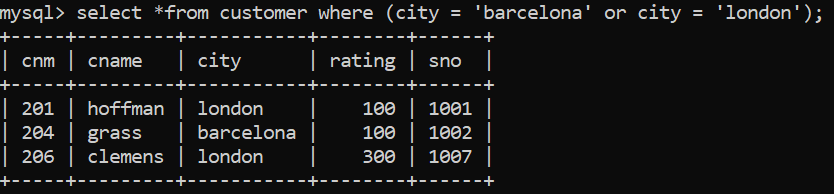 mysql> select *from customer where (city = 'barcelona' or city = 'london');
+-----+---------+-----------+--------+------+
| cnm | cname   | city      | rating | sno  |
+-----+---------+-----------+--------+------+
| 201 | hoffman | london    |    100 | 1001 |
| 204 | grass   | barcelona |    100 | 1002 |
| 206 | clemens | london    |    300 | 1007 |
+-----+---------+-----------+--------+------+